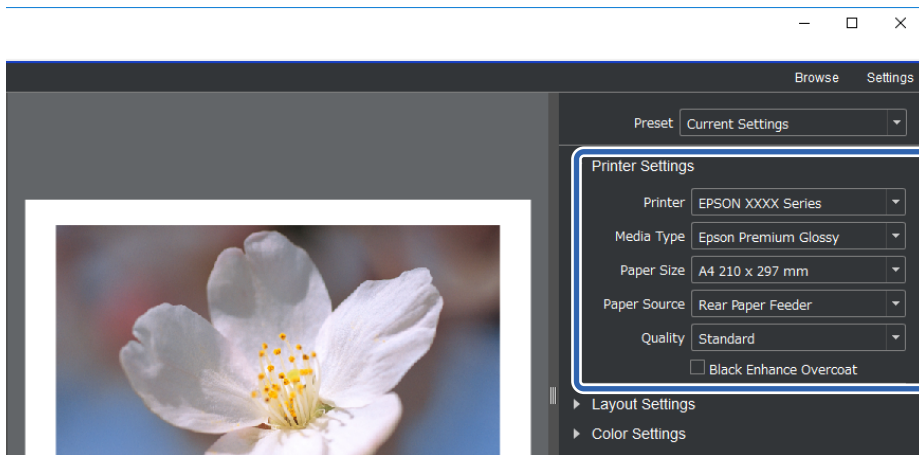 Browse Settings
Preset Current Settings
Printer Settings
Printer EPSON XXXX Series
Media Type Epson Premium Glossy
Paper Size A4 210 x 297 mm
Paper Source Rear Paper Feeder
Quality Standard
Black Enhance Overcoat
Layout Settings
Color Settings